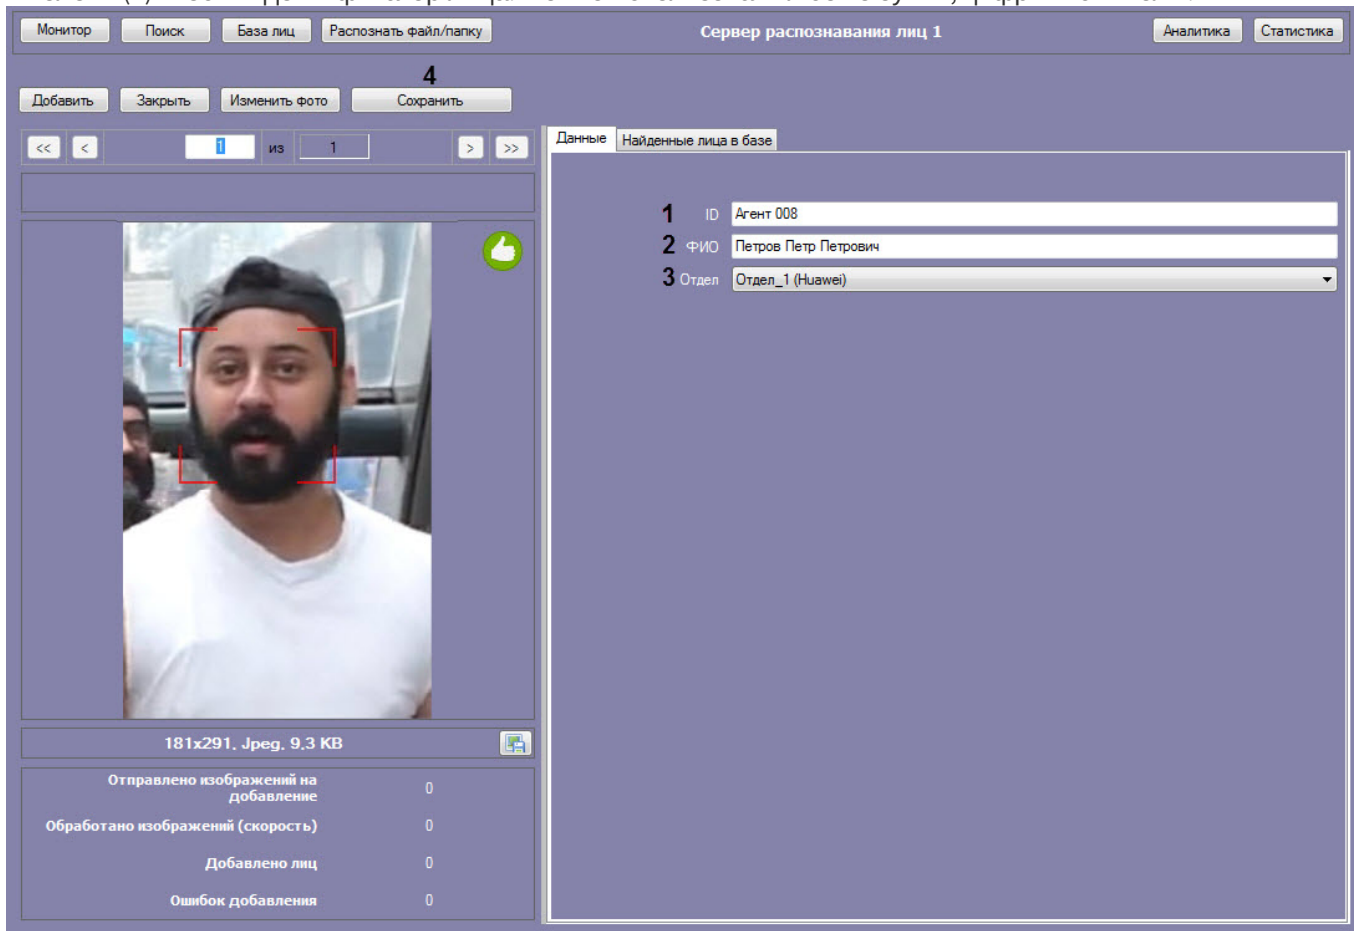 Монитор Поиск База лиц Распознать файл/папку Сервер распознавания лиц 1 Аналитика Статистика
4
Добавить Закрыть Изменить фото Сохранить
<< < 1 из 1 > >>
Данные Найденные лица в базе
1 ID Агент 008
2 ФИО Петров Петр Петрович
3 Отдел Отдел_1 (Huawei)
181x291, Jpeg, 9,3 KB
Отправлено изображений на
добавление 0
Обработано изображений (скорость) 0
Добавлено лиц 0
Ошибок добавления 0